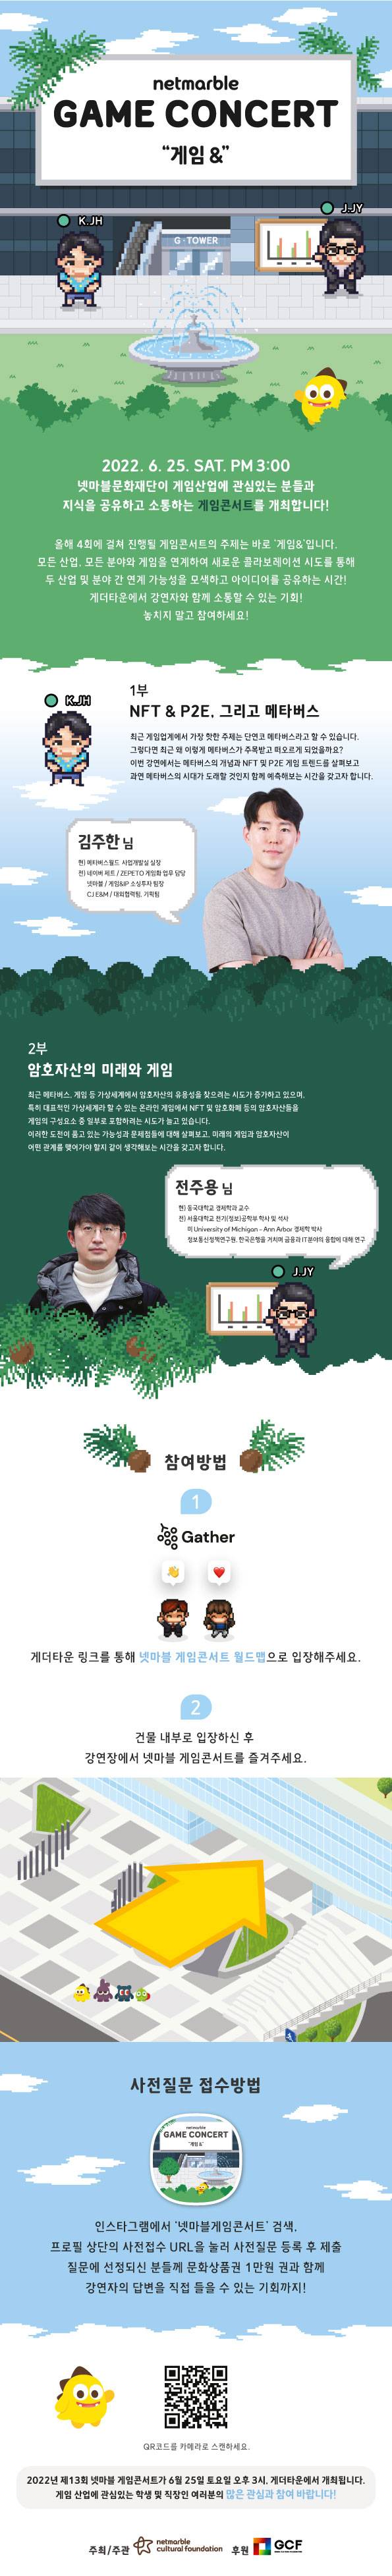 netmarble
GAME CONCERT
“게임 &”
K.JH
J.JY
G·TOWER
2022. 6. 25. SAT. PM 3:00
넷마블문화재단이 게임산업에 관심있는 분들과
지식을 공유하고 소통하는 게임콘서트를 개최합니다!
올해 4회에 걸쳐 진행될 게임콘서트의 주제는 바로 '게임&'입니다.
모든 산업, 모든 분야와 게임을 연계하여 새로운 콜라보레이션 시도를 통해
두 산업 및 분야 간 연계 가능성을 모색하고 아이디어를 공유하는 시간!
게더타운에서 강연자와 함께 소통할 수 있는 기회!
놓치지 말고 참여하세요!
1부
K.JH
NFT & P2E, 그리고 메타버스
최근 게임업계에서 가장 핫한 주제는 단연코 메타버스라고 할 수 있습니다.
그렇다면 최근 왜 이렇게 메타버스가 주목받고 떠오르게 되었을까요?
이번 강연에서는 메타버스의 개념과 NFT 및 P2E 게임 트렌드를 살펴보고
과연 메타버스의 시대가 도래할 것인지 함께 예측해보는 시간을 갖고자 합니다.
김주한 님
현) 메타버스월드 사업개발실 실장
전) 네이버 제트 / ZEPETO 게임화 업무 담당
넷마블 / 게임&IP 소싱투자 팀장
CJ E&M / 대외협력팀, 기획팀
2부
암호자산의 미래와 게임
최근 메타버스, 게임 등 가상세계에서 암호자산의 유용성을 찾으려는 시도가 증가하고 있으며,
특히 대표적인 가상세계라 할 수 있는 온라인 게임에서 NFT 및 암호화폐 등의 암호자산들을
게임의 구성요소 중 일부로 포함하려는 시도가 늘고 있습니다.
이러한 도전이 품고 있는 가능성과 문제점들에 대해 살펴보고, 미래의 게임과 암호자산이
어떤 관계를 맺어가야 할지 같이 생각해보는 시간을 갖고자 합니다.
전주용 님
현) 동국대학교 경제학과 교수
전) 서울대학교 전기(정보)공학부 학사 및 석사
미 University of Michigan - Ann Arbor 경제학 박사
정보통신정책연구원, 한국은행을 거치며 금융과 IT분야의 융합에 대해 연구
J.JY
참여방법
1
Gather
게더타운 링크를 통해 넷마블 게임콘서트 월드맵으로 입장해주세요.
2
건물 내부로 입장하신 후
강연장에서 넷마블 게임콘서트를 즐겨주세요.
사전질문 접수방법
netmarble
GAME CONCERT
“게임 &”
인스타그램에서 '넷마블게임콘서트' 검색,
프로필 상단의 사전접수 URL을 눌러 사전질문 등록 후 제출
질문에 선정되신 분들께 문화상품권 1만원 권과 함께
강연자의 답변을 직접 들을 수 있는 기회까지!
QR코드를 카메라로 스캔하세요.
2022년 제13회 넷마블 게임콘서트가 6월 25일 토요일 오후 3시, 게더타운에서 개최됩니다.
게임 산업에 관심있는 학생 및 직장인 여러분의 많은 관심과 참여 바랍니다!
주최/주관 netmarble cultural foundation 후원 GCF